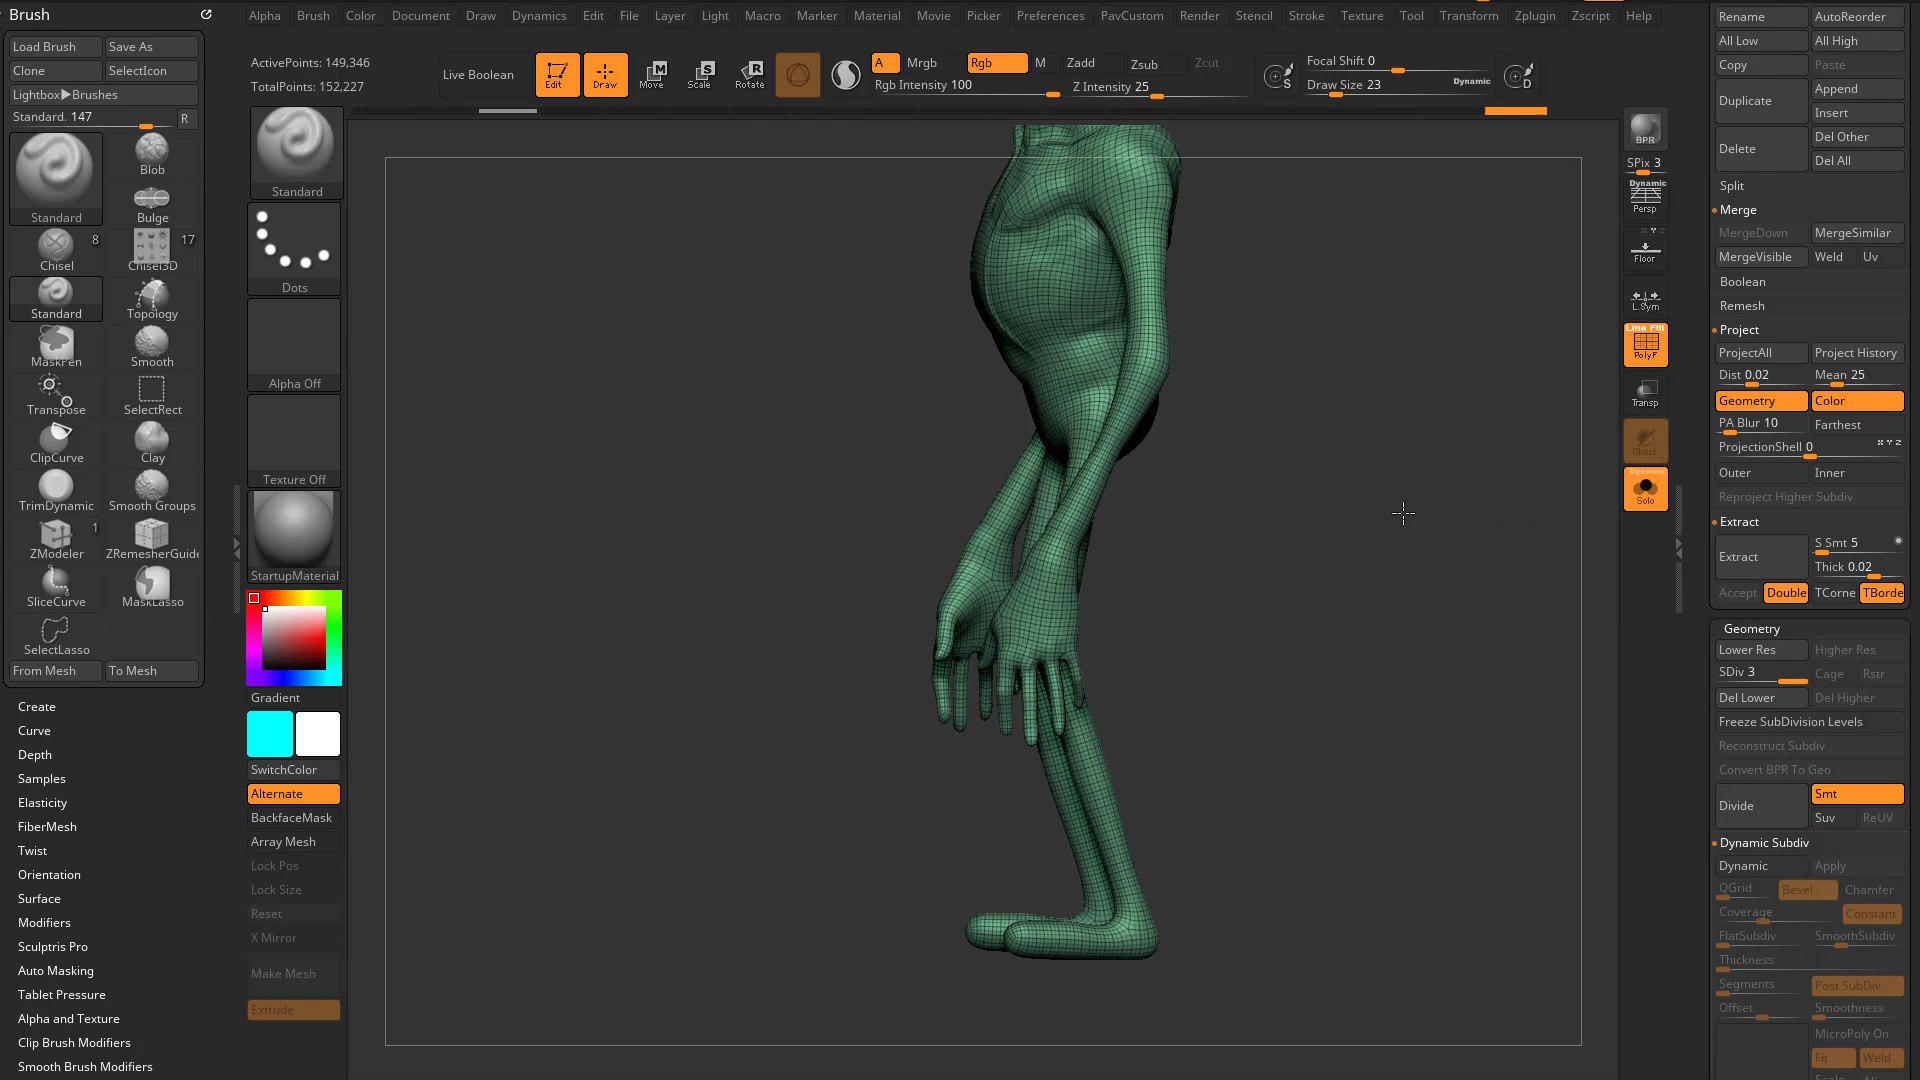 Brush
Alpha Brush Color Document Draw Dynamics Edit File Layer Light Macro Marker Material Movie Picker Preferences PavCustom Render Stencil Stroke Texture Tool Transform Zplugin Zscript Help
Load Brush Save As
Clone SelectIcon
Lightbox▶Brushes
Standard. 147 R
Standard
Blob
Bulge
Chisel 8
Chisel3D 17
Standard
Topology
MaskPen
Smooth
Transpose
SelectRect
ClipCurve
Clay
TrimDynamic
Smooth Groups
ZModeler 1
ZRemesherGuide
SliceCurve
MaskLasso
SelectLasso
From Mesh To Mesh
Create
Curve
Depth
Samples
Elasticity
FiberMesh
Twist
Orientation
Surface
Modifiers
Sculptris Pro
Auto Masking
Tablet Pressure
Alpha and Texture
Clip Brush Modifiers
Smooth Brush Modifiers
ActivePoints: 149,346
TotalPoints: 152,227
Live Boolean
Edit
Draw
M
Move
S
Scale
R
Rotate
A Mrgb Rgb M Zadd Zsub Zcut
Rgb Intensity 100 Z Intensity 25
S
Focal Shift 0
Draw Size 23 Dynamic
D
Standard
Dots
Alpha Off
Texture Off
StartupMaterial
Gradient
SwitchColor
Alternate
BackfaceMask
Array Mesh
Lock Pos
Lock Size
Reset
X Mirror
Make Mesh
Extrude
BPR
SPix 3
Dynamic
Persp
Floor
L.Sym
Line Fill
PolyF
Transp
Ghost
Dynamic
Solo
Rename AutoReorder
All Low All High
Copy Paste
Duplicate Append
Insert
Delete Del Other
Del All
Split
Merge
MergeDown MergeSimilar
MergeVisible Weld Uv
Boolean
Remesh
Project
ProjectAll Project History
Dist 0.02 Mean 25
Geometry Color
PA Blur 10 Farthest
ProjectionShell 0
Outer Inner
Reproject Higher Subdiv
Extract
Extract S Smt 5
Thick 0.02
Accept Double TCorne TBorde
Geometry
Lower Res Higher Res
SDiv 3 Cage Rstr
Del Lower Del Higher
Freeze SubDivision Levels
Reconstruct Subdiv
Convert BPR To Geo
Divide Smt
Suv ReUV
Dynamic Subdiv
Dynamic Apply
QGrid Bevel Chamfer
Coverage Constant
FlatSubdiv SmoothSubdiv
Thickness
Segments Post SubDiv
Offset Smoothness
MicroPoly On
Fit Weld